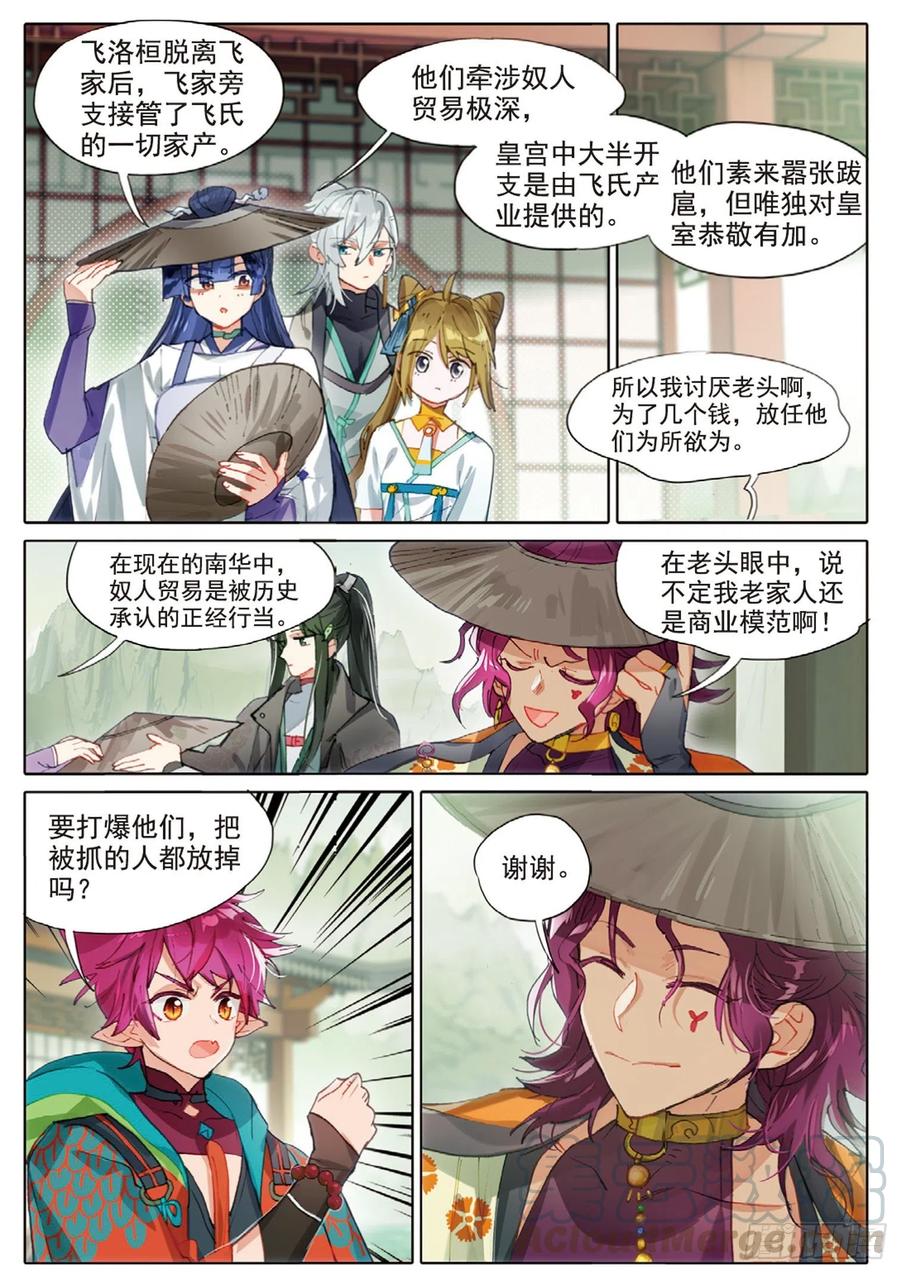 飞洛桓脱离飞
家后，飞家旁
支接管了飞氏
的一切家产。
他们牵涉奴人
贸易极深，
皇宫中大半开
支是由飞氏产
业提供的。
他们素来嚣张跋
扈，但唯独对皇
室恭敬有加。
所以我讨厌老头啊，
为了几个钱，放任他
们为所欲为。
在现在的南华中，
奴人贸易是被历史
承认的正经行当。
在老头眼中，说
不定我老家人还
是商业模范啊！
要打爆他们，把
被抓的人都放掉
吗？
谢谢。
AcloudMerge.com